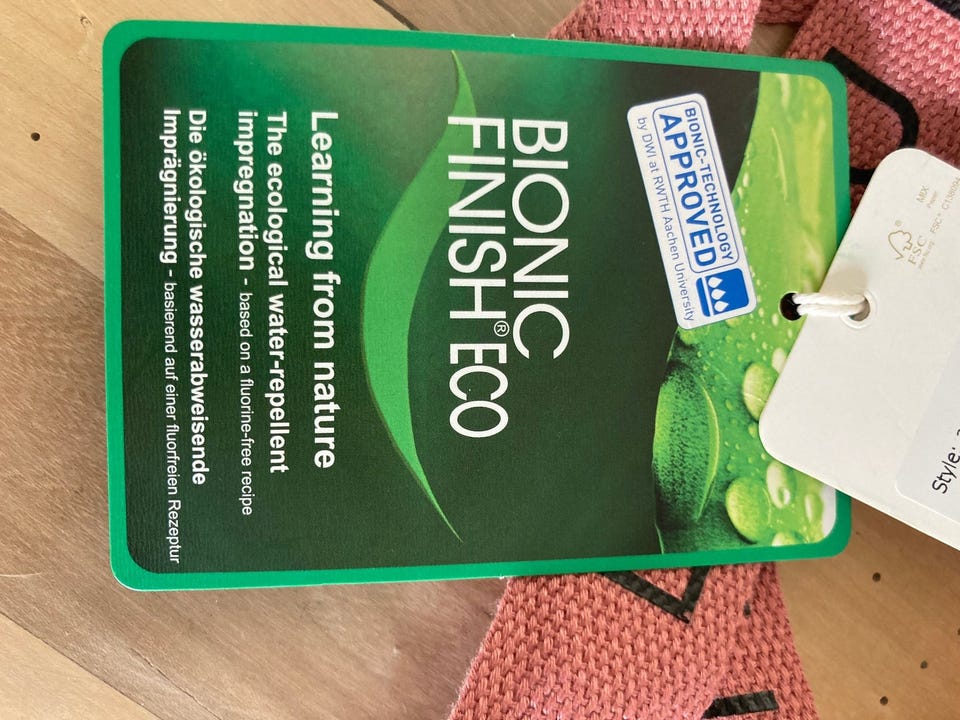 BIONIC-TECHNOLOGY
APPROVED
by DWI at RWTH Aachen University
BIONIC
FINISH® ECO
Learning from nature
The ecological water-repellent
impregnation - based on a fluorine-free recipe
Die ökologische wasserabweisende
Imprägnierung - basierend auf einer fluorfreien Rezeptur
FSC®
MIX
Paper
Style: